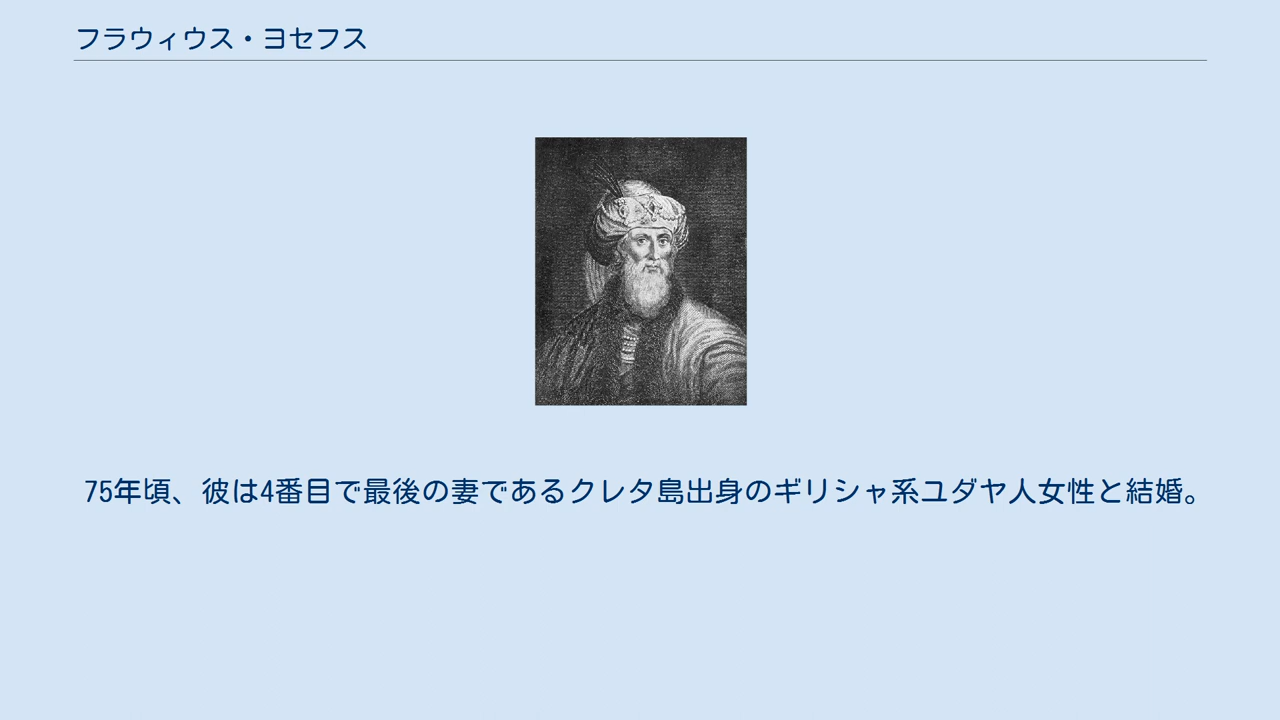 フラウィウス・ヨセフス
75年頃、彼は4番目で最後の妻であるクレタ島出身のギリシャ系ユダヤ人女性と結婚。